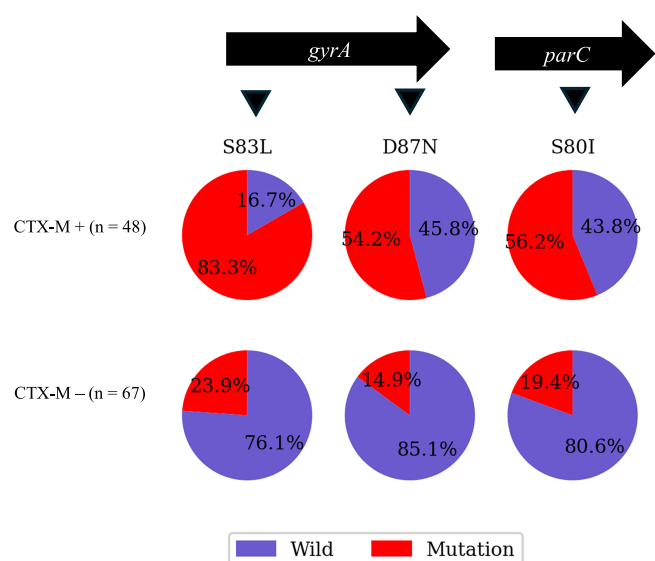 gyrA
parC
S83L
D87N
S80I
CTX-M + (n = 48)
16.7%
83.3%
45.8%
54.2%
43.8%
56.2%
CTX-M – (n = 67)
23.9%
76.1%
14.9%
85.1%
19.4%
80.6%
Wild
Mutation